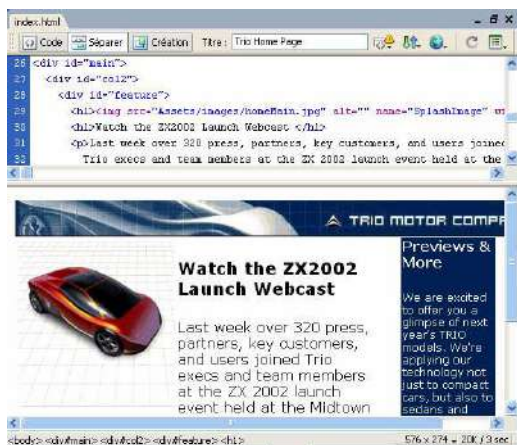 index.html
Code Séparer Création Titre : Trio Home Page
26 <div id="main">
27 <div id="col2">
28 <div id="feature">
29 <h1><img src="Assets/images/homeMain.jpg" alt="" name="SplashImage" wi
30 <h1>Watch the ZX2002 Launch Webcast </h1>
31 <p>Last week over 320 press, partners, key customers, and users joined
32 Trio execs and team members at the ZX 2002 launch event held at the
TRIO MOTOR COMPA
Watch the ZX2002
Launch Webcast
Last week over 320 press,
partners, key customers,
and users joined Trio
execs and team members
at the ZX 2002 launch
event held at the Midtown
Previews &
More
We are excited
to offer you a
glimpse of next
year's TRIO
models. We're
applying our
technology not
just to compact
cars, but also to
sedans and
<body> <div#main> <div#col2> <div#feature> <h1> 576 x 274 = 20K / 3 sec